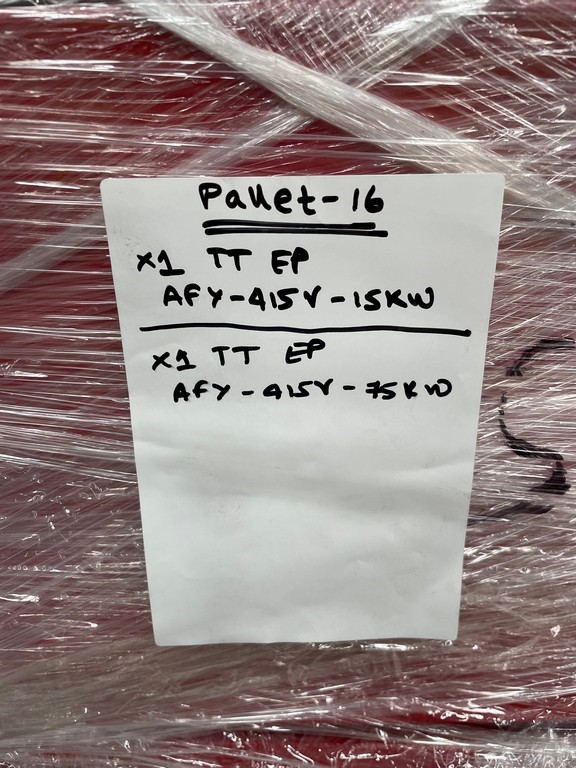 Pallet-16
x1 TT EP
AFY-415V-15KW
x1 TT EP
AFY-415V-75KW